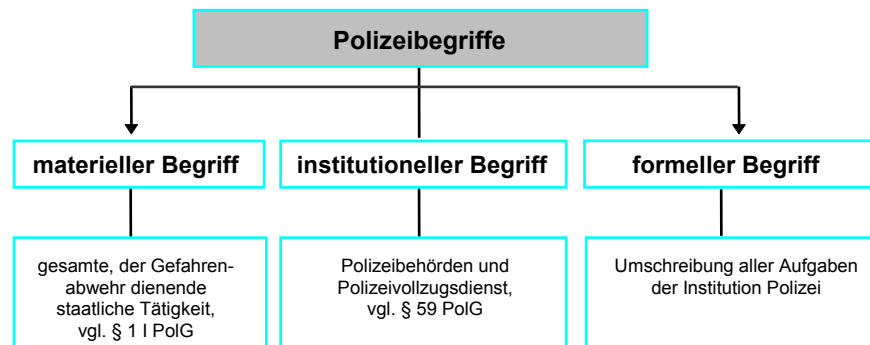 Polizeibegriffe
materieller Begriff
institutioneller Begriff
formeller Begriff
gesamte, der Gefahren-
abwehr dienende
staatliche Tätigkeit,
vgl. § 1 I PolG
Polizeibehörden und
Polizeivollzugsdienst,
vgl. § 59 PolG
Umschreibung aller Aufgaben
der Institution Polizei